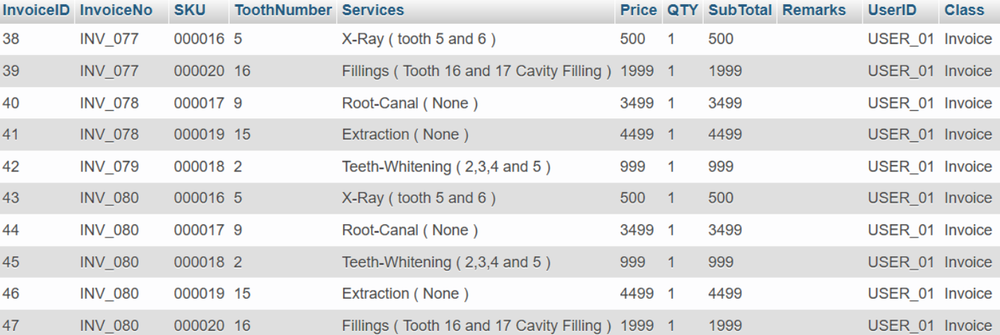 InvoiceID InvoiceNo SKU ToothNumber Services Price QTY SubTotal Remarks UserID Class
38 INV_077 000016 5 X-Ray ( tooth 5 and 6 ) 500 1 500 USER_01 Invoice
39 INV_077 000020 16 Fillings ( Tooth 16 and 17 Cavity Filling ) 1999 1 1999 USER_01 Invoice
40 INV_078 000017 9 Root-Canal ( None ) 3499 1 3499 USER_01 Invoice
41 INV_078 000019 15 Extraction ( None ) 4499 1 4499 USER_01 Invoice
42 INV_079 000018 2 Teeth-Whitening ( 2,3,4 and 5 ) 999 1 999 USER_01 Invoice
43 INV_080 000016 5 X-Ray ( tooth 5 and 6 ) 500 1 500 USER_01 Invoice
44 INV_080 000017 9 Root-Canal ( None ) 3499 1 3499 USER_01 Invoice
45 INV_080 000018 2 Teeth-Whitening ( 2,3,4 and 5 ) 999 1 999 USER_01 Invoice
46 INV_080 000019 15 Extraction ( None ) 4499 1 4499 USER_01 Invoice
47 INV_080 000020 16 Fillings ( Tooth 16 and 17 Cavity Filling ) 1999 1 1999 USER_01 Invoice